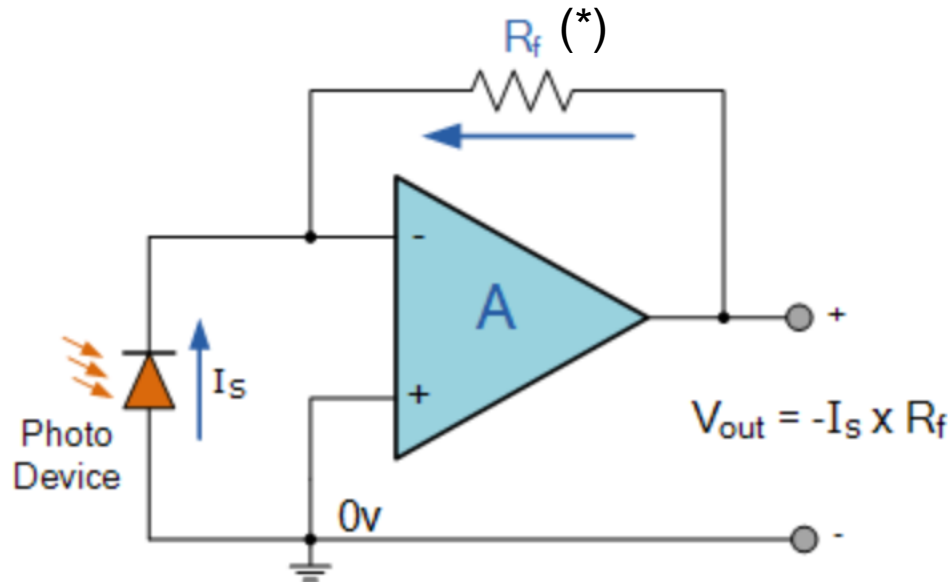 Rf (*)
-
A
+
+
Is
Photo
Device
Vout = -Is x Rf
0v
-